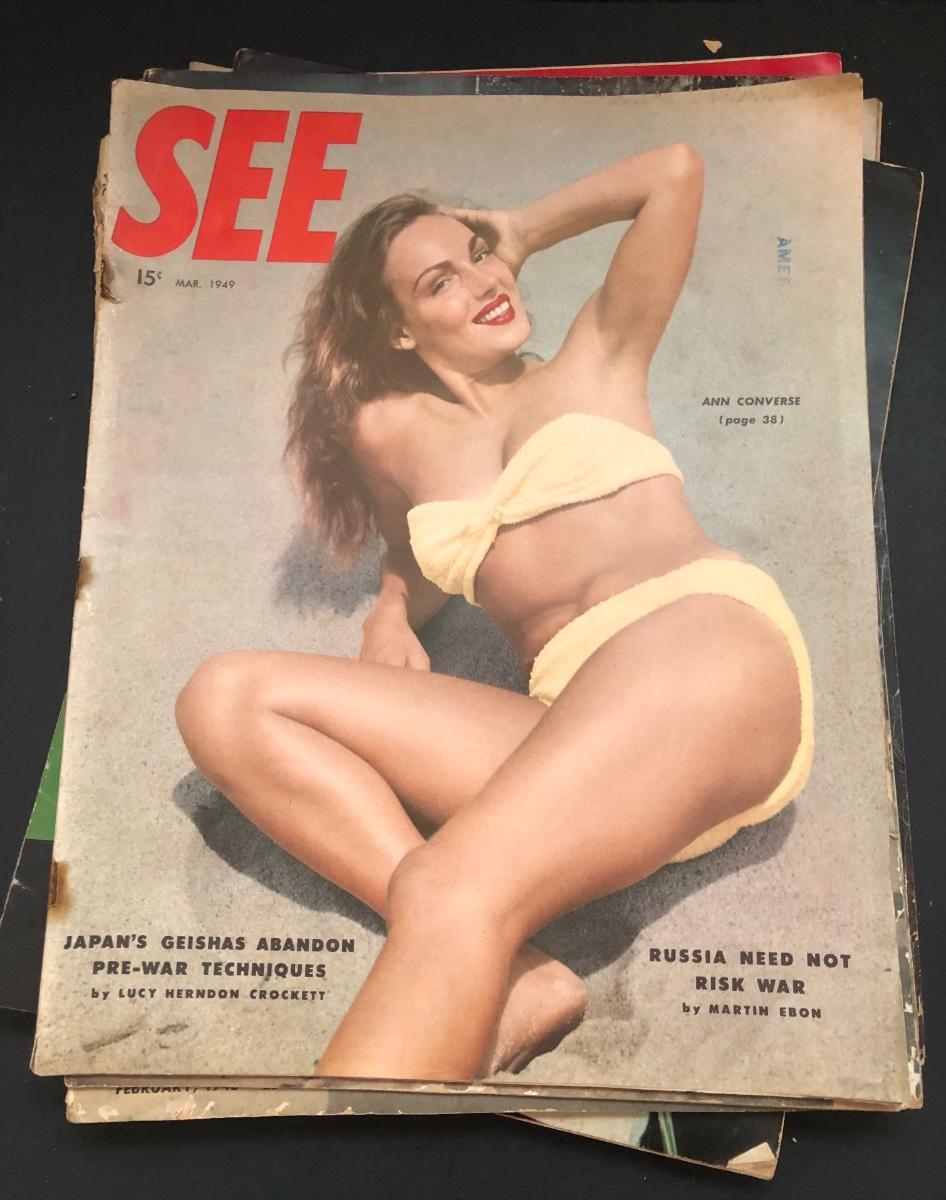 SEE
15¢ MAR. 1949
AMER
ANN CONVERSE
(page 38)
JAPAN'S GEISHAS ABANDON
PRE-WAR TECHNIQUES
by LUCY HERNDON CROCKETT
RUSSIA NEED NOT
RISK WAR
by MARTIN EBON